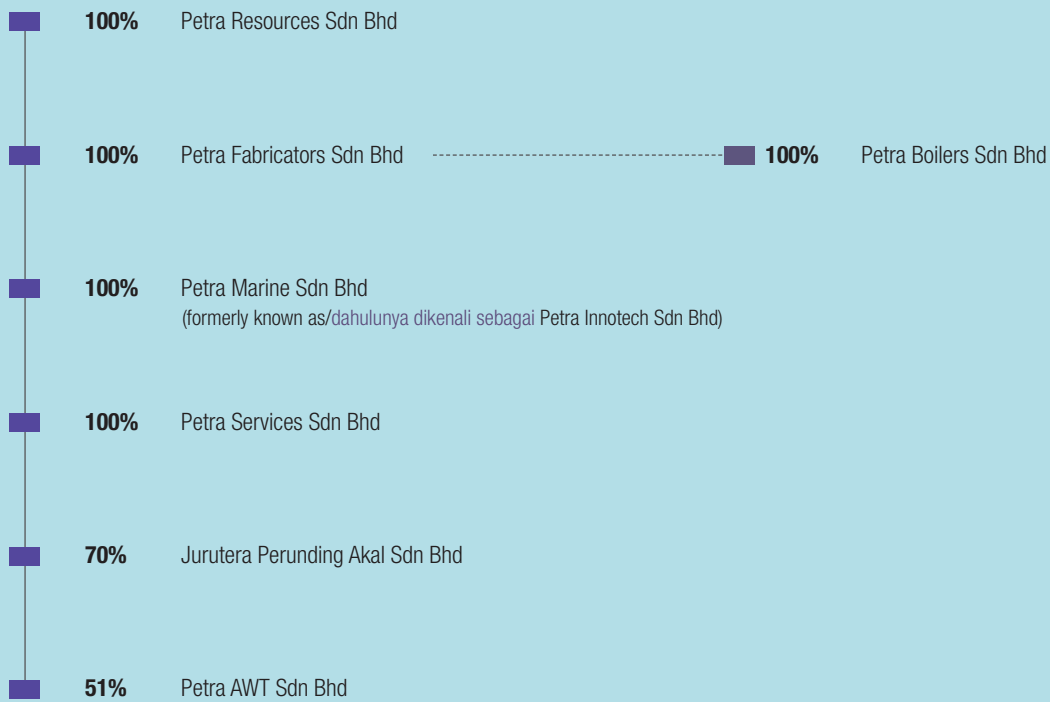 100% Petra Resources Sdn Bhd
100% Petra Fabricators Sdn Bhd 100% Petra Boilers Sdn Bhd
100% Petra Marine Sdn Bhd
(formerly known as/dahulunya dikenali sebagai Petra Innotech Sdn Bhd)
100% Petra Services Sdn Bhd
70% Jurutera Perunding Akal Sdn Bhd
51% Petra AWT Sdn Bhd